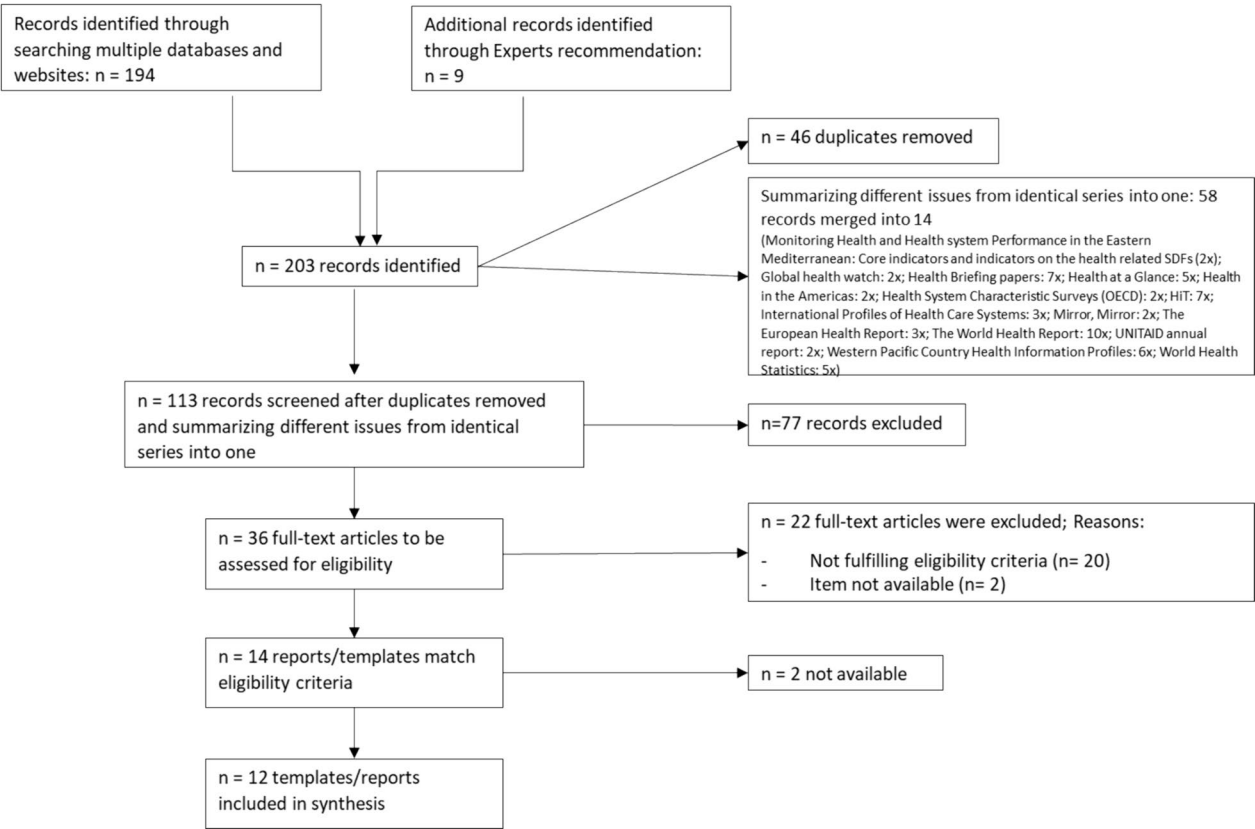 Records identified through
searching multiple databases and
websites: n = 194
Additional records identified
through Experts recommendation:
n = 9
n = 46 duplicates removed
Summarizing different issues from identical series into one: 58
records merged into 14
(Monitoring Health and Health system Performance in the Eastern
Mediterranean: Core indicators and indicators on the health related SDFs (2x);
Global health watch: 2x; Health Briefing papers: 7x; Health at a Glance: 5x; Health
in the Americas: 2x; Health System Characteristic Surveys (OECD): 2x; HiT: 7x;
International Profiles of Health Care Systems: 3x; Mirror, Mirror: 2x; The
European Health Report: 3x; The World Health Report: 10x; UNITAID annual
report: 2x; Western Pacific Country Health Information Profiles: 6x; World Health
Statistics: 5x)
n = 203 records identified
n = 113 records screened after duplicates removed
and summarizing different issues from identical
series into one
n=77 records excluded
n = 36 full-text articles to be
assessed for eligibility
n = 22 full-text articles were excluded; Reasons:
- Not fulfilling eligibility criteria (n= 20)
- Item not available (n= 2)
n = 14 reports/templates match
eligibility criteria
n = 2 not available
n = 12 templates/reports
included in synthesis